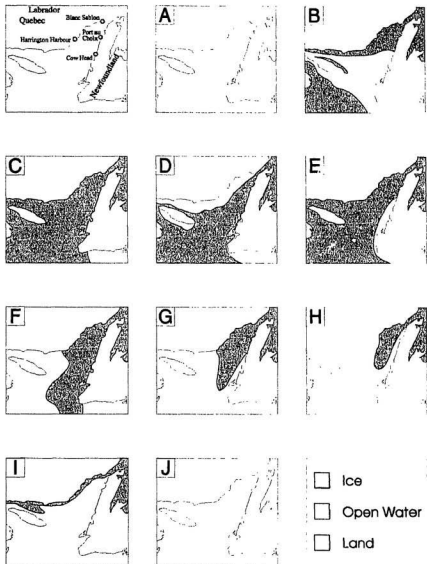 Labrador
Quebec
Blanc Sablon
Harrington Harbour
Port au
Choix
Cow Head
Newfoundland
A
B
C
D
E
F
G
H
I
J
Ice
Open Water
Land